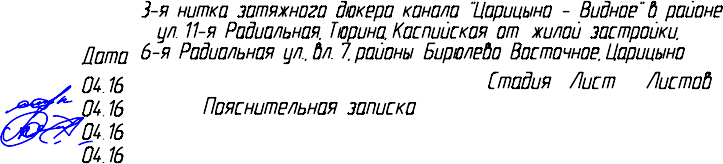 3-я нитка затяжного дюкера канала "Царицына - Видное" в районе
ул. 11-я Радиальная, Тюрина, Каспийская от жилой застройки,
Дата 6-я Радиальная ул., вл. 7, районы Бирюлево Восточное, Царицыно
04.16 Стадия Лист Листов
04.16 Пояснительная записка
04.16
04.16